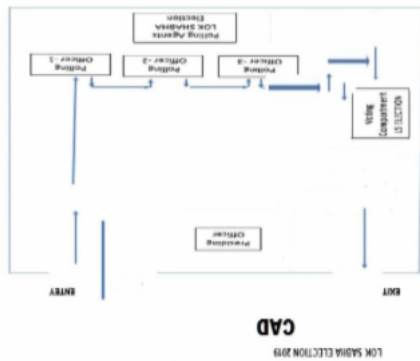 LOK SABHA ELECTION 2019
CAD
EXIT
ENTRY
Presiding
Officer
Voting
Compartment
LS ELECTION
Polling
Officer -3
Polling
Officer -2
Polling
Officer -1
Polling Agents
LOK SHABHA
Election